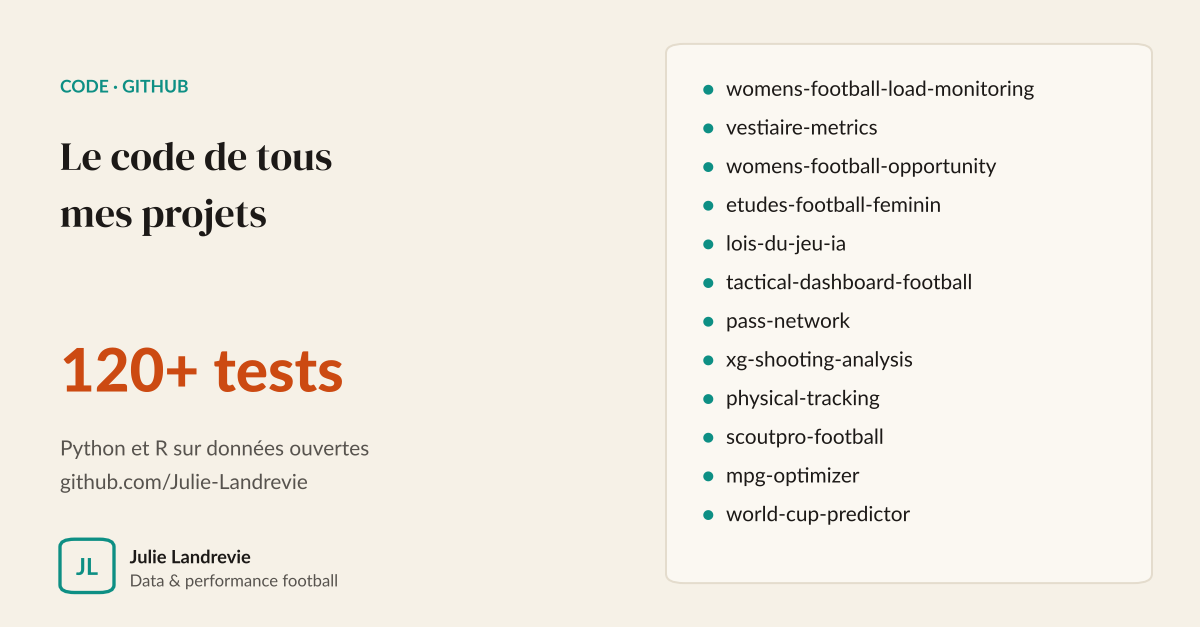 CODE · GITHUB
Le code de tous
mes projets
120+ tests
Python et R sur données ouvertes
github.com/Julie-Landrevie
JL
Julie Landrevie
Data & performance football
womens-football-load-monitoring
vestiaire-metrics
womens-football-opportunity
etudes-football-feminin
lois-du-jeu-ia
tactical-dashboard-football
pass-network
xg-shooting-analysis
physical-tracking
scoutpro-football
mpg-optimizer
world-cup-predictor